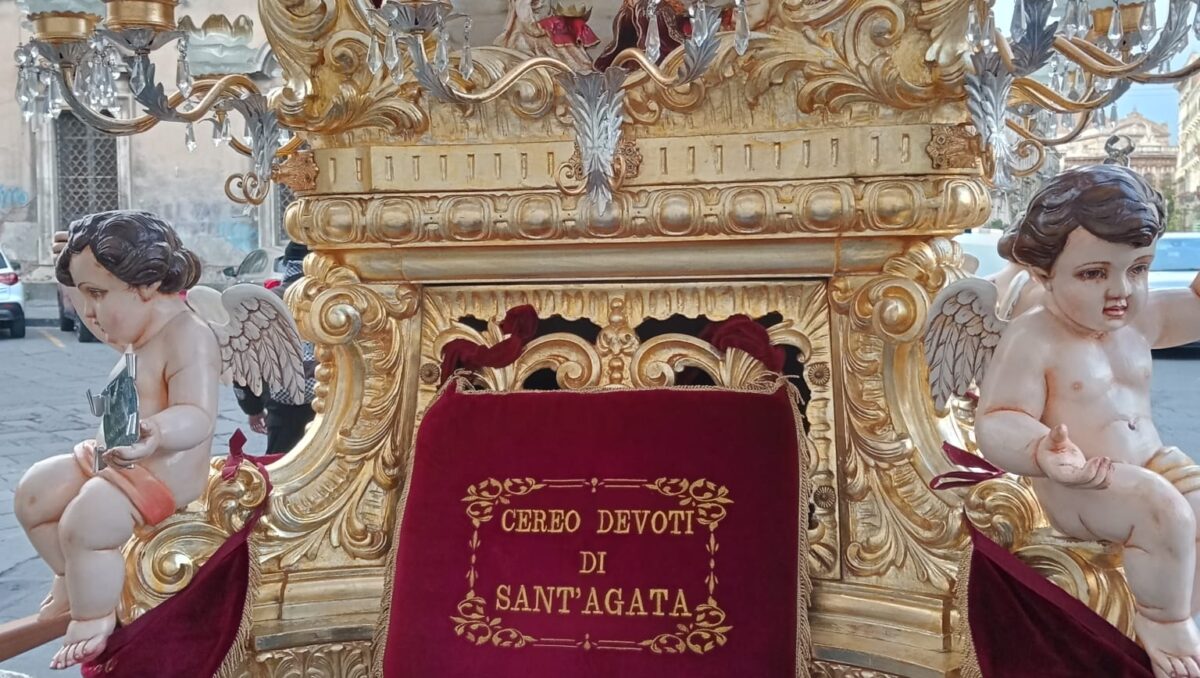 CEREO DEVOTI
DI
SANT'AGATA